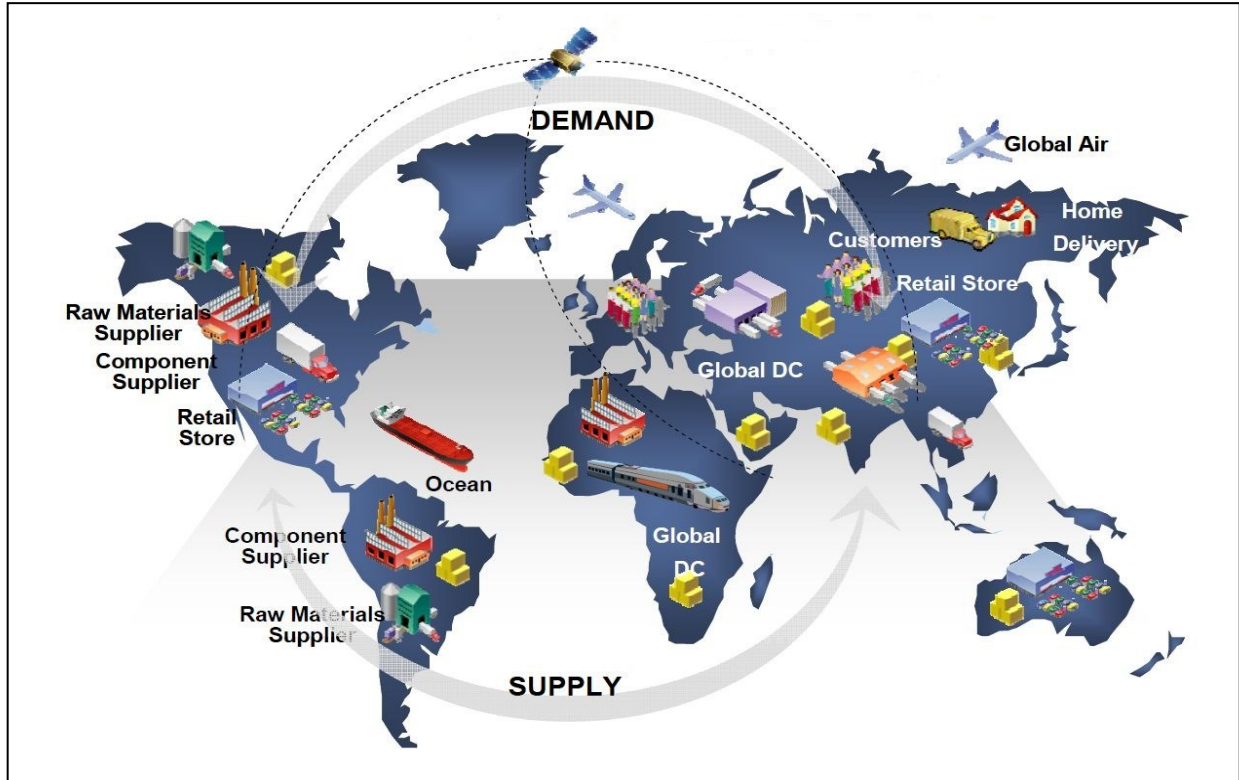 DEMAND
Global Air
Home
Delivery
Customers
Retail Store
Raw Materials
Supplier
Component
Supplier
Retail
Store
Global DC
Ocean
Component
Supplier
Global
DC
Raw Materials
Supplier
SUPPLY